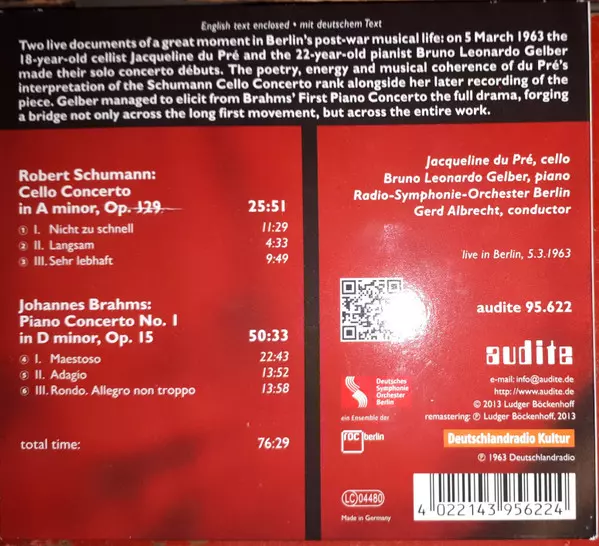 English text enclosed • mit deutschem Text
Two live documents of a great moment in Berlin's post-war musical life: on 5 March 1963 the
18-year-old cellist Jacqueline du Pré and the 22-year-old pianist Bruno Leonardo Gelber
made their solo concerto débuts. The poetry, energy and musical coherence of du Pré's
interpretation of the Schumann Cello Concerto rank alongside her later recording of the
piece. Gelber managed to elicit from Brahms' First Piano Concerto the full drama, forging
a bridge not only across the long first movement, but across the entire work.
Robert Schumann:
Cello Concerto
in A minor, Op. 129 25:51
1 I. Nicht zu schnell 11:29
2 II. Langsam 4:33
3 III. Sehr lebhaft 9:49
Johannes Brahms:
Piano Concerto No. 1
in D minor, Op. 15 50:33
4 I. Maestoso 22:43
5 II. Adagio 13:52
6 III. Rondo. Allegro non troppo 13:58
total time: 76:29
Jacqueline du Pré, cello
Bruno Leonardo Gelber, piano
Radio-Symphonie-Orchester Berlin
Gerd Albrecht, conductor
live in Berlin, 5.3.1963
audite 95.622
audite
e-mail: info@audite.de
http://www.audite.de
© 2013 Ludger Böckenhoff
remastering: ℗ Ludger Böckenhoff, 2013
Deutsches
Symphonie
Orchester
Berlin
ein Ensemble der
roc berlin
Deutschlandradio Kultur
℗ 1963 Deutschlandradio
LC 04480
Made in Germany
4 022143 956224